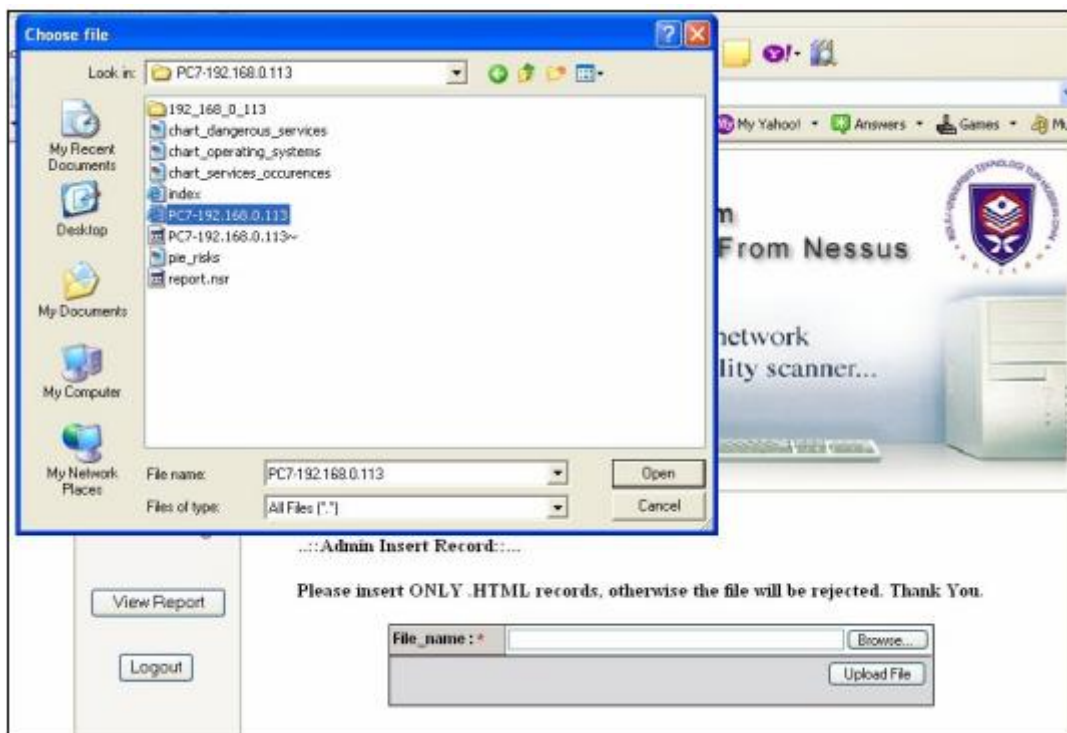 Choose file
Look in: PC7-192.168.0.113
My Recent Documents
Desktop
My Documents
My Computer
My Network Places
192_168_0_113
chart_dangerous_services
chart_operating_systems
chart_services_occurences
index
PC7-192.168.0.113
PC7-192.168.0.113~
pie_risks
report.nsr
File name: PC7-192.168.0.113 Open
Files of type: All Files (*.*) Cancel
My Yahoo! Answers Games
From Nessus
network
lity scanner...
..::Admin Insert Record::...
Please insert ONLY .HTML records, otherwise the file will be rejected. Thank You.
View Report
Logout
File_name :* Browse...
Upload File